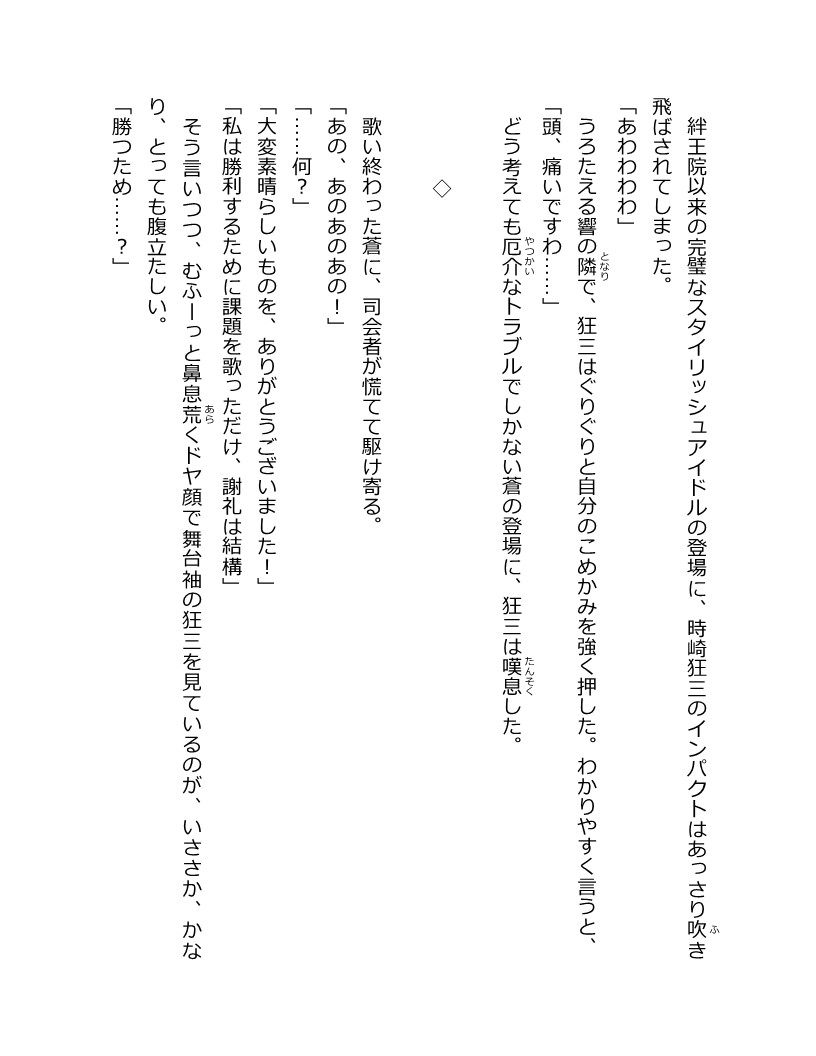 絆王院以来の完璧なスタイリッシュアイドルの登場に、時崎狂三のインパクトはあっさり吹き
飛ばされてしまった。
「あわわわわ」
うろたえる響の隣で、狂三はぐりぐりと自分のこめかみを強く押した。わかりやすく言うと、
「頭、痛いですわ……」
どう考えても厄介なトラブルでしかない蒼の登場に、狂三は嘆息した。
◇
歌い終わった蒼に、司会者が慌てて駆け寄る。
「あの、あのあのあの！」
「……何？」
「大変素晴らしいものを、ありがとうございました！」
「私は勝利するために課題を歌っただけ、謝礼は結構」
そう言いつつ、むふーっと鼻息荒くドヤ顔で舞台袖の狂三を見ているのが、いささか、かな
り、とっても腹立たしい。
「勝つため……？」